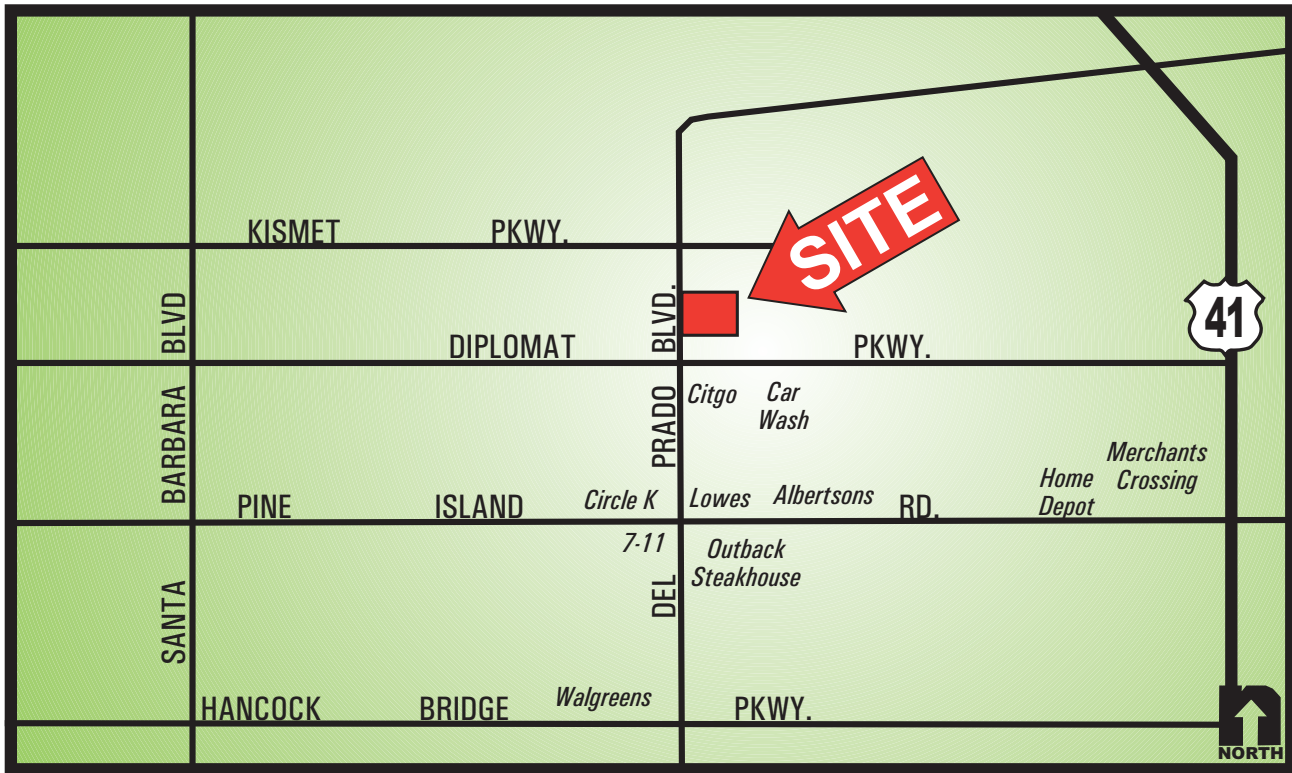 SITE
KISMET PKWY.
41
DIPLOMAT PKWY.
SANTA BARBARA BLVD
DEL PRADO BLVD.
Citgo
Car
Wash
Merchants
Crossing
Home
Depot
PINE ISLAND RD.
Circle K
Lowes
Albertsons
7-11
Outback
Steakhouse
Walgreens
HANCOCK BRIDGE PKWY.
NORTH